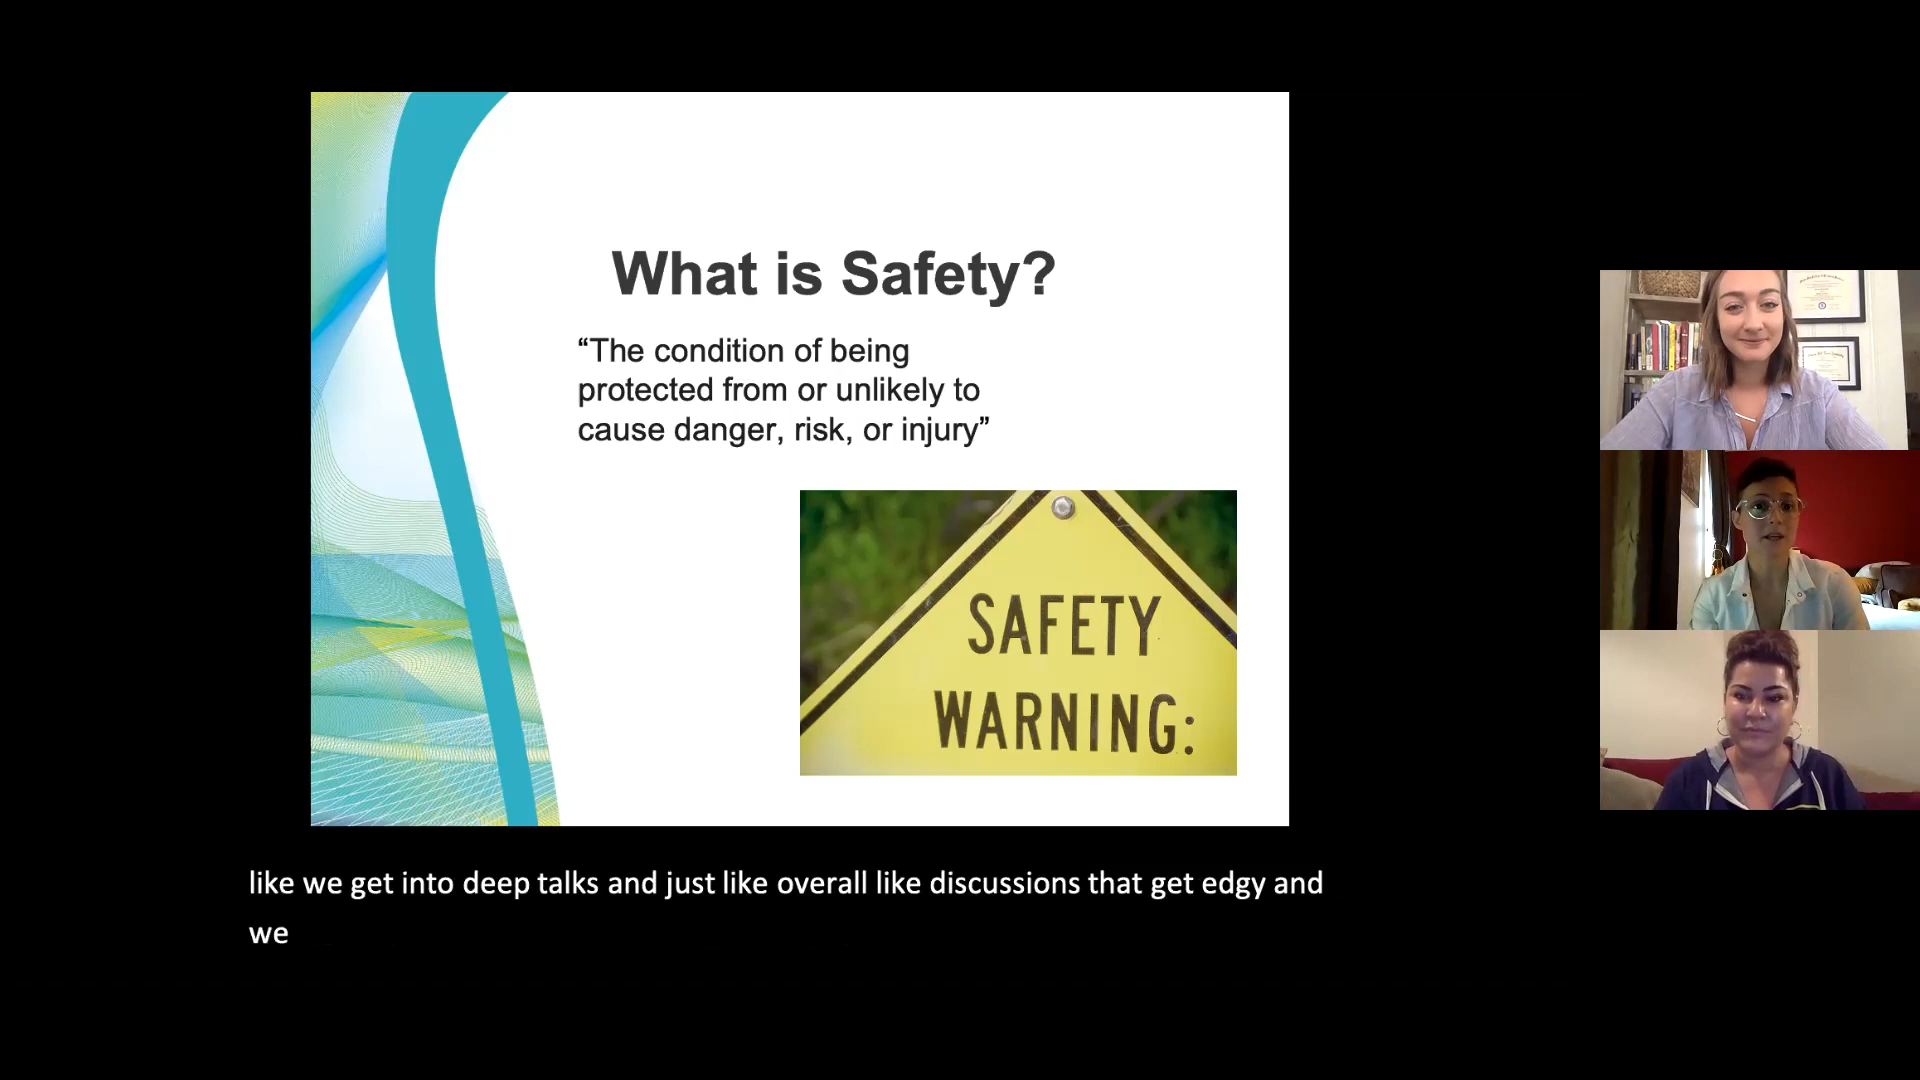 What is Safety?
“The condition of being
protected from or unlikely to
cause danger, risk, or injury”
SAFETY
WARNING:
like we get into deep talks and just like overall like discussions that get edgy and
we